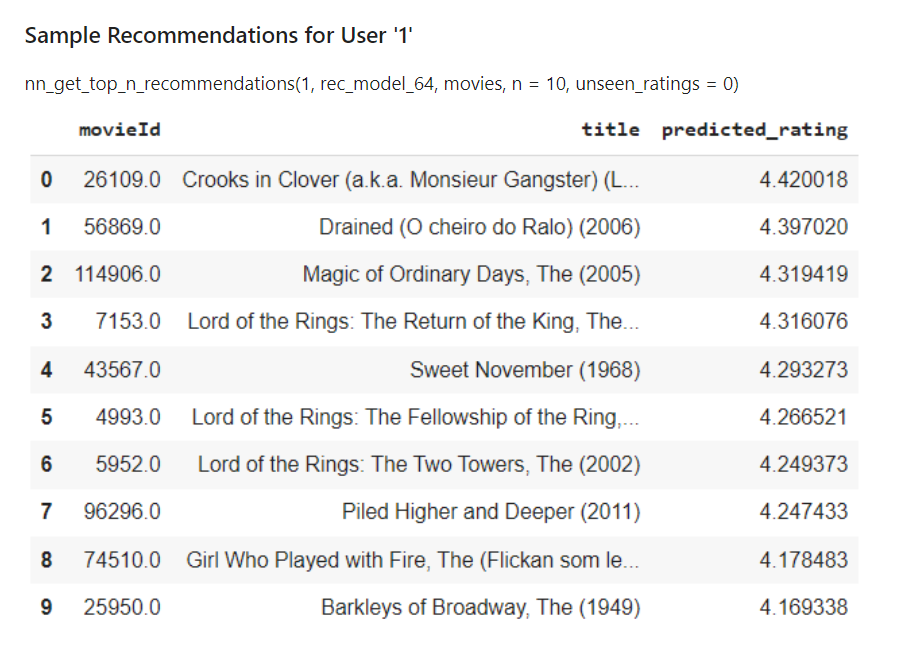 Sample Recommendations for User '1'
nn_get_top_n_recommendations(1, rec_model_64, movies, n = 10, unseen_ratings = 0)
movieId title predicted_rating
0 26109.0 Crooks in Clover (a.k.a. Monsieur Gangster) (L... 4.420018
1 56869.0 Drained (O cheiro do Ralo) (2006) 4.397020
2 114906.0 Magic of Ordinary Days, The (2005) 4.319419
3 7153.0 Lord of the Rings: The Return of the King, The... 4.316076
4 43567.0 Sweet November (1968) 4.293273
5 4993.0 Lord of the Rings: The Fellowship of the Ring,... 4.266521
6 5952.0 Lord of the Rings: The Two Towers, The (2002) 4.249373
7 96296.0 Piled Higher and Deeper (2011) 4.247433
8 74510.0 Girl Who Played with Fire, The (Flickan som le... 4.178483
9 25950.0 Barkleys of Broadway, The (1949) 4.169338